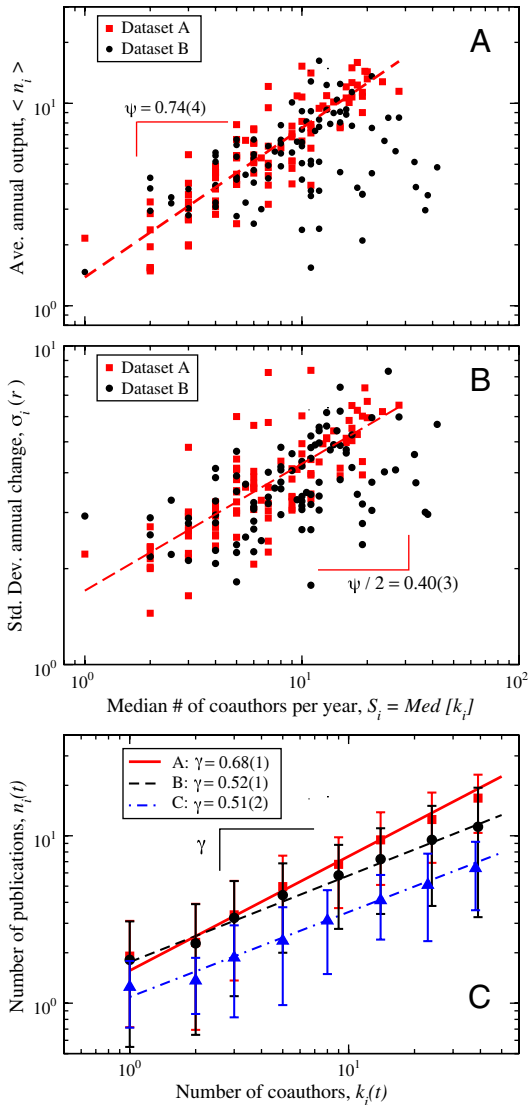 A
Dataset A
Dataset B
ψ = 0.74(4)
Ave. annual output, < n_i >
10^1
10^0
B
Dataset A
Dataset B
ψ / 2 = 0.40(3)
Std. Dev. annual change, σ_i (r)
10^1
10^0
10^0 10^1 10^2
Median # of coauthors per year, S_i = Med [k_i]
A: γ = 0.68(1)
B: γ = 0.52(1)
C: γ = 0.51(2)
γ
C
Number of publications, n_i(t)
10^1
10^0
10^0 10^1
Number of coauthors, k_i(t)